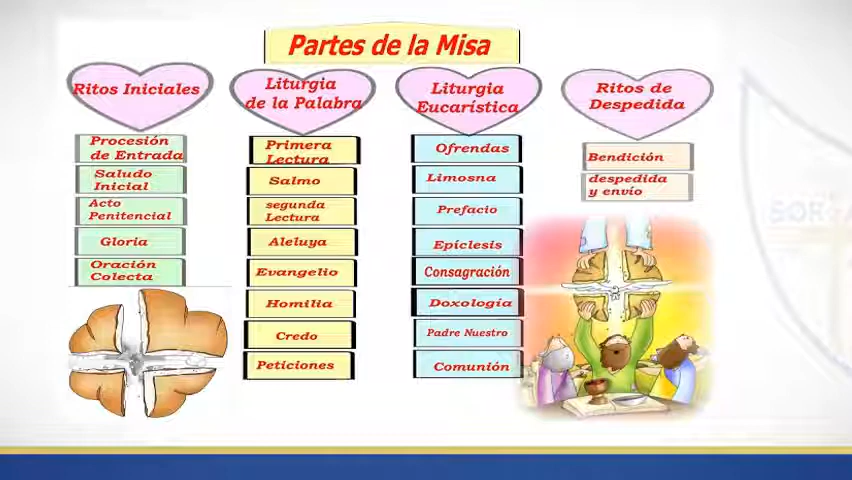 Partes de la Misa
Ritos Iniciales
Procesión
de Entrada
Saludo
Inicial
Acto
Penitencial
Gloria
Oración
Colecta
Liturgia
de la Palabra
Primera
Lectura
Salmo
segunda
Lectura
Aleluya
Evangelio
Homilia
Credo
Peticiones
Liturgia
Eucarística
Ofrendas
Limosna
Prefacio
Epíclesis
Consagración
Doxología
Padre Nuestro
Comunión
Ritos de
Despedida
Bendición
despedida
y envío